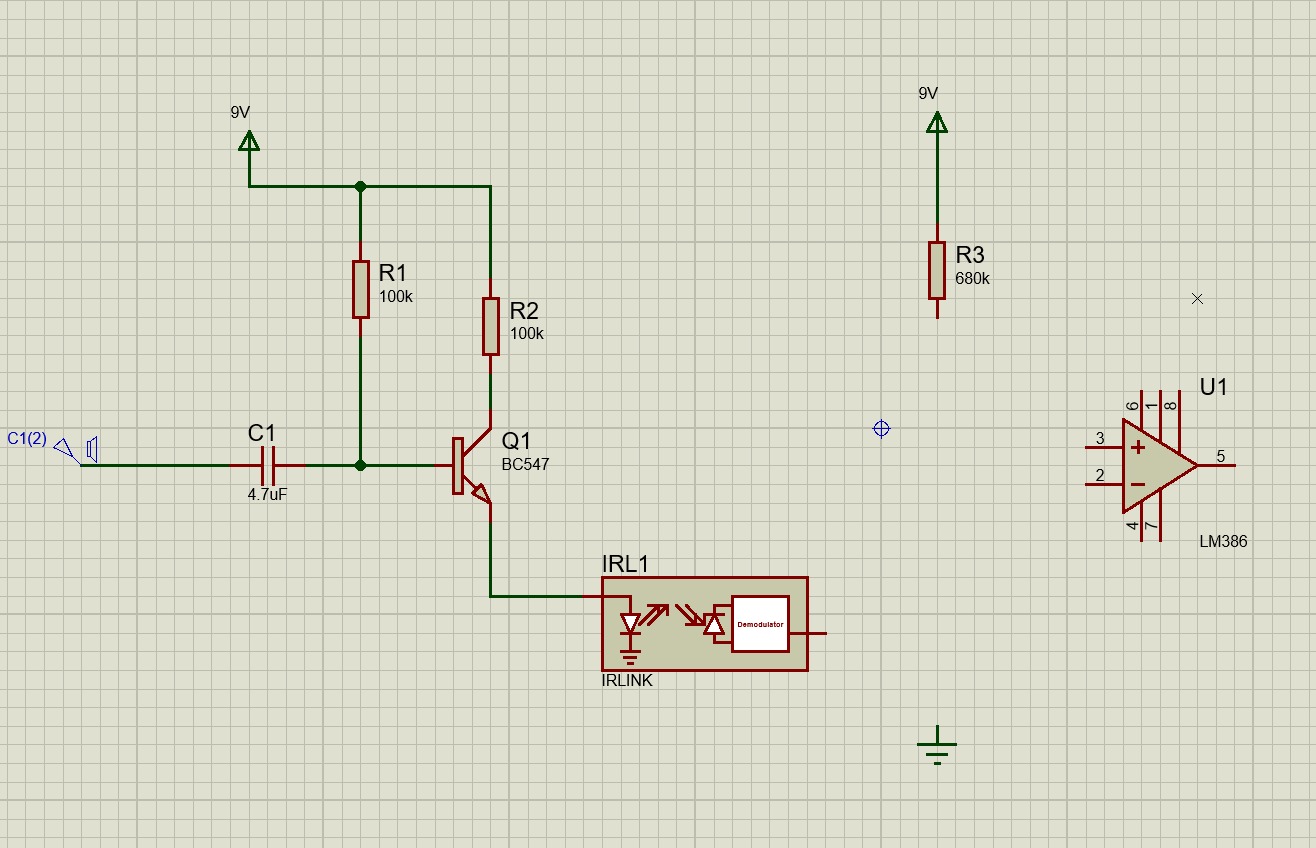 9V
9V
R1
100k
R2
100k
R3
680k
C1(2)
C1
4.7uF
Q1
BC547
U1
6
1
8
3
2
5
4
7
LM386
IRL1
Demodulator
IRLINK